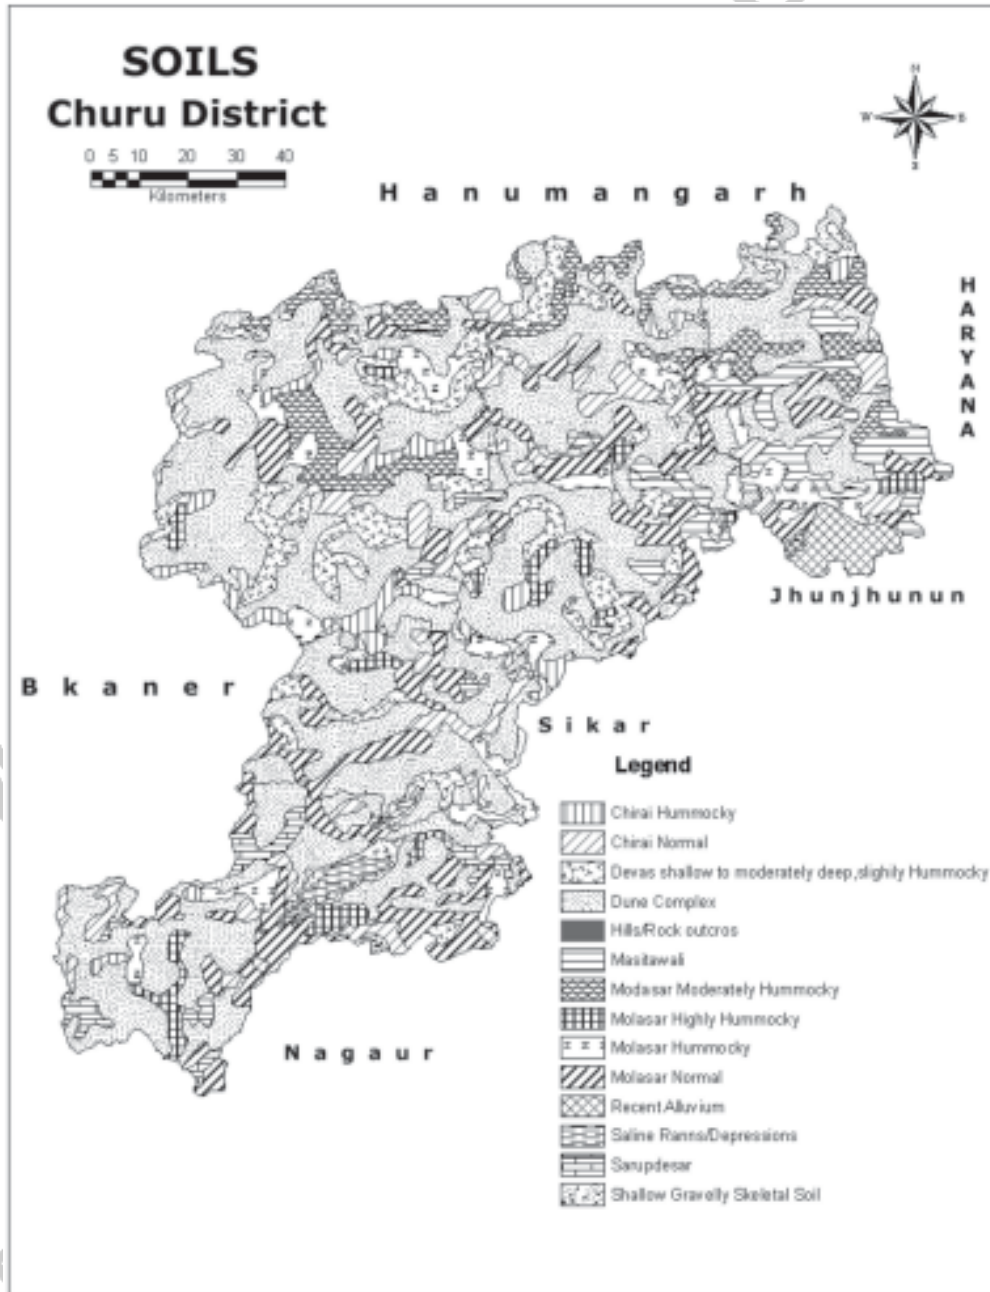 SOILS
Churu District
0 5 10 20 30 40
Kilometers
N
W
Hanumangarh
HARYANA
Jhunjhunun
Bkaner
Sikar
Legend
Chirai Hummocky
Chirai Normal
Devas shallow to moderately deep,slighily Hummocky
Dune Complex
Hills/Rock outcros
Masitawali
Modasar Moderately Hummocky
Molasar Highly Hummocky
Molasar Hummocky
Molasar Normal
Recent Alluvium
Saline Ranns/Depressions
Sarupdesar
Shallow Gravelly Skeletal Soil
Nagaur